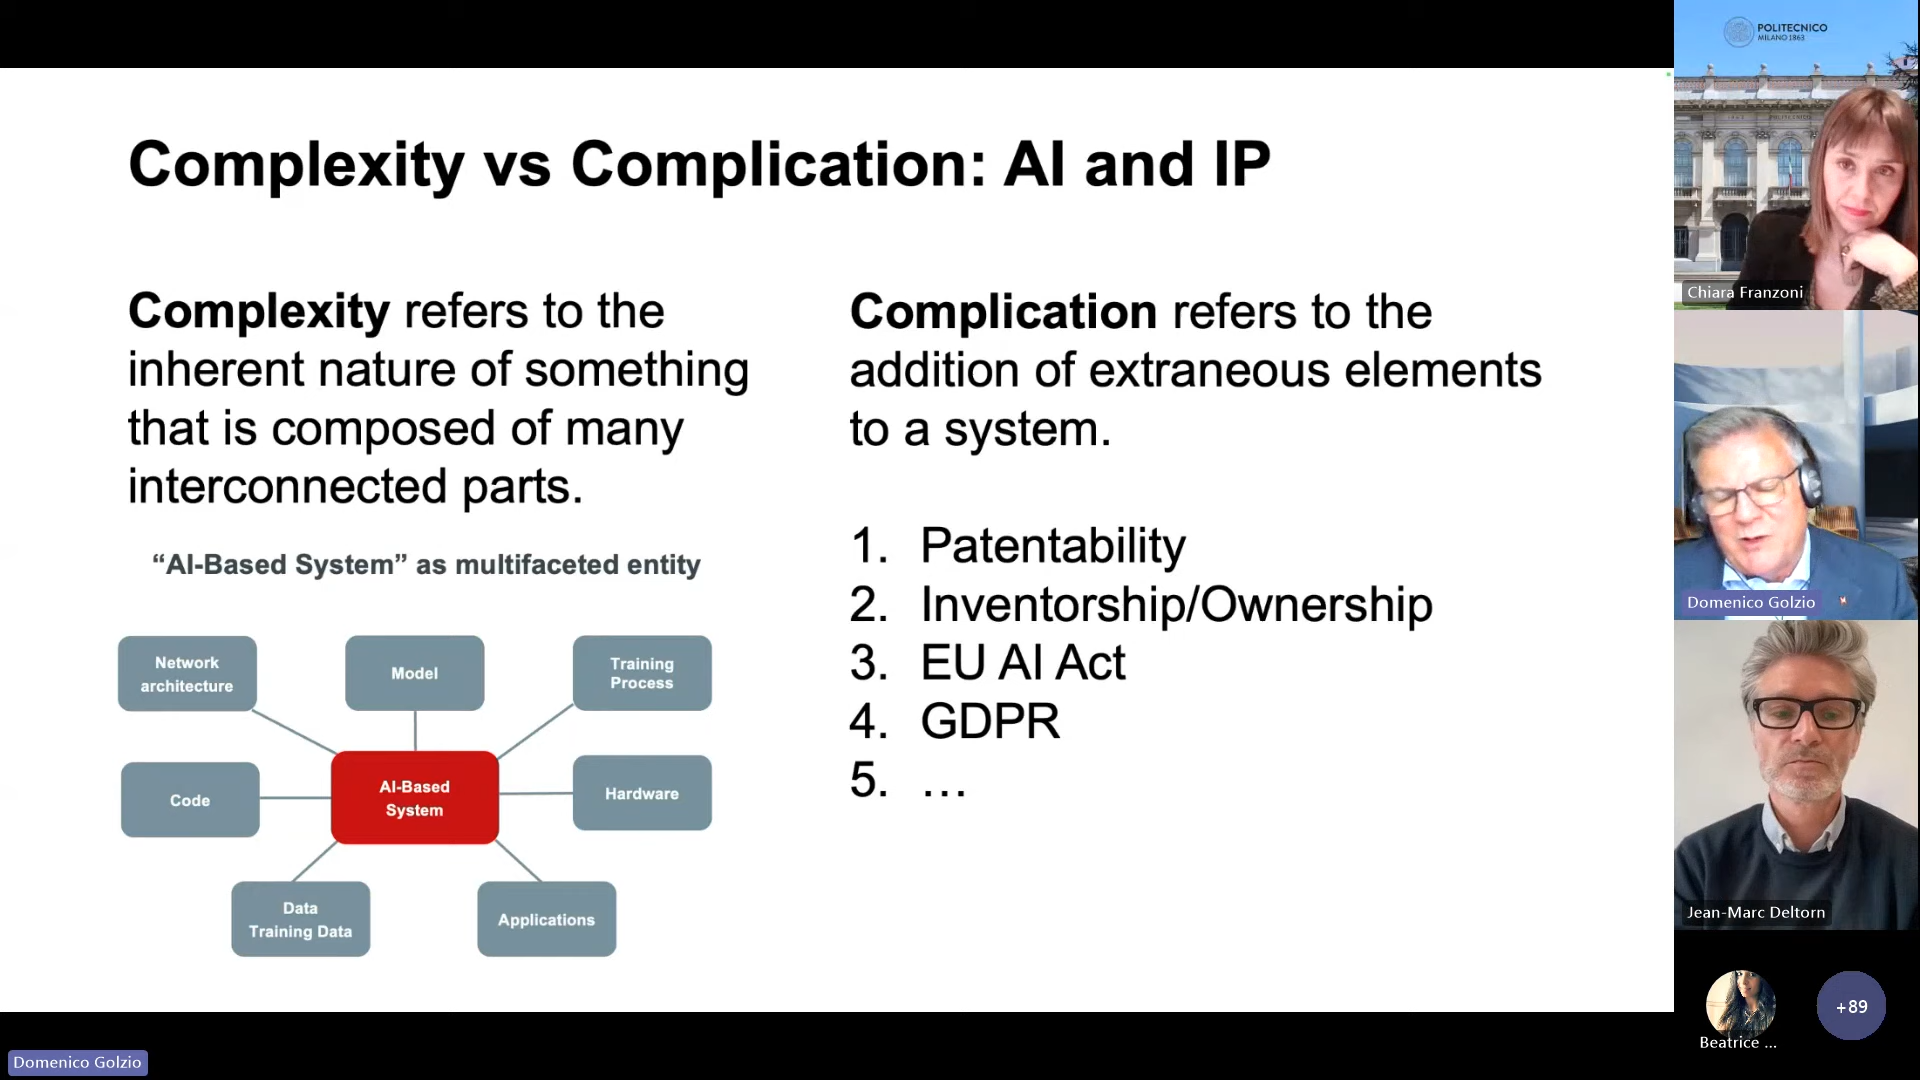 Complexity vs Complication: AI and IP
Complexity refers to the
inherent nature of something
that is composed of many
interconnected parts.
“AI-Based System” as multifaceted entity
Network
architecture
Model
Training
Process
Code
AI-Based
System
Hardware
Data
Training Data
Applications
Complication refers to the
addition of extraneous elements
to a system.
1. Patentability
2. Inventorship/Ownership
3. EU AI Act
4. GDPR
5. …
POLITECNICO
MILANO 1863
Chiara Franzoni
Domenico Golzio
Jean-Marc Deltorn
Beatrice ...
+89
Domenico Golzio